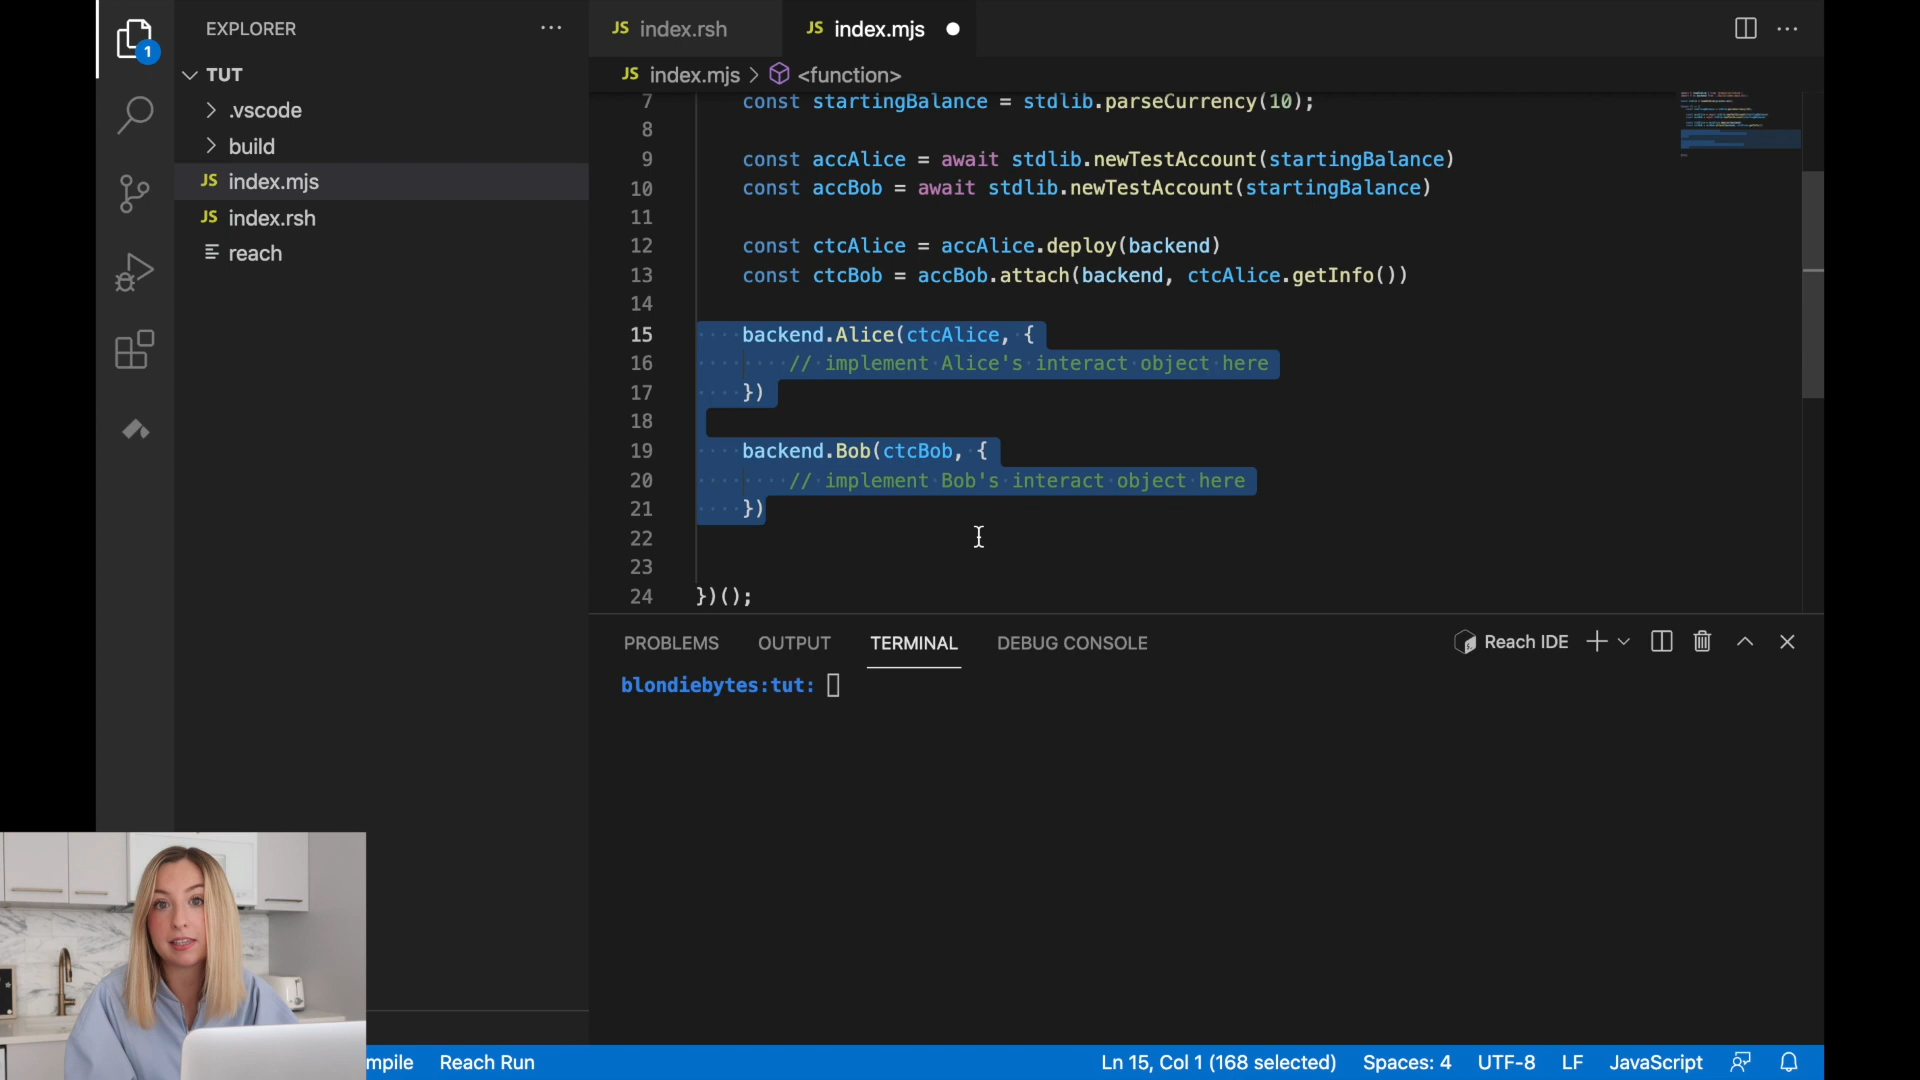 EXPLORER
TUT
.vscode
build
JS index.mjs
JS index.rsh
reach
1
JS index.rsh
JS index.mjs
JS index.mjs > <function>
7 const startingBalance = stdlib.parseCurrency(10);
8
9 const accAlice = await stdlib.newTestAccount(startingBalance)
10 const accBob = await stdlib.newTestAccount(startingBalance)
11
12 const ctcAlice = accAlice.deploy(backend)
13 const ctcBob = accBob.attach(backend, ctcAlice.getInfo())
14
15 backend.Alice(ctcAlice, {
16 // implement Alice's interact object here
17 })
18
19 backend.Bob(ctcBob, {
20 // implement Bob's interact object here
21 })
22
23
24 })();
PROBLEMS OUTPUT TERMINAL DEBUG CONSOLE
Reach IDE
blondiebytes:tut:
mpile Reach Run
Ln 15, Col 1 (168 selected) Spaces: 4 UTF-8 LF JavaScript